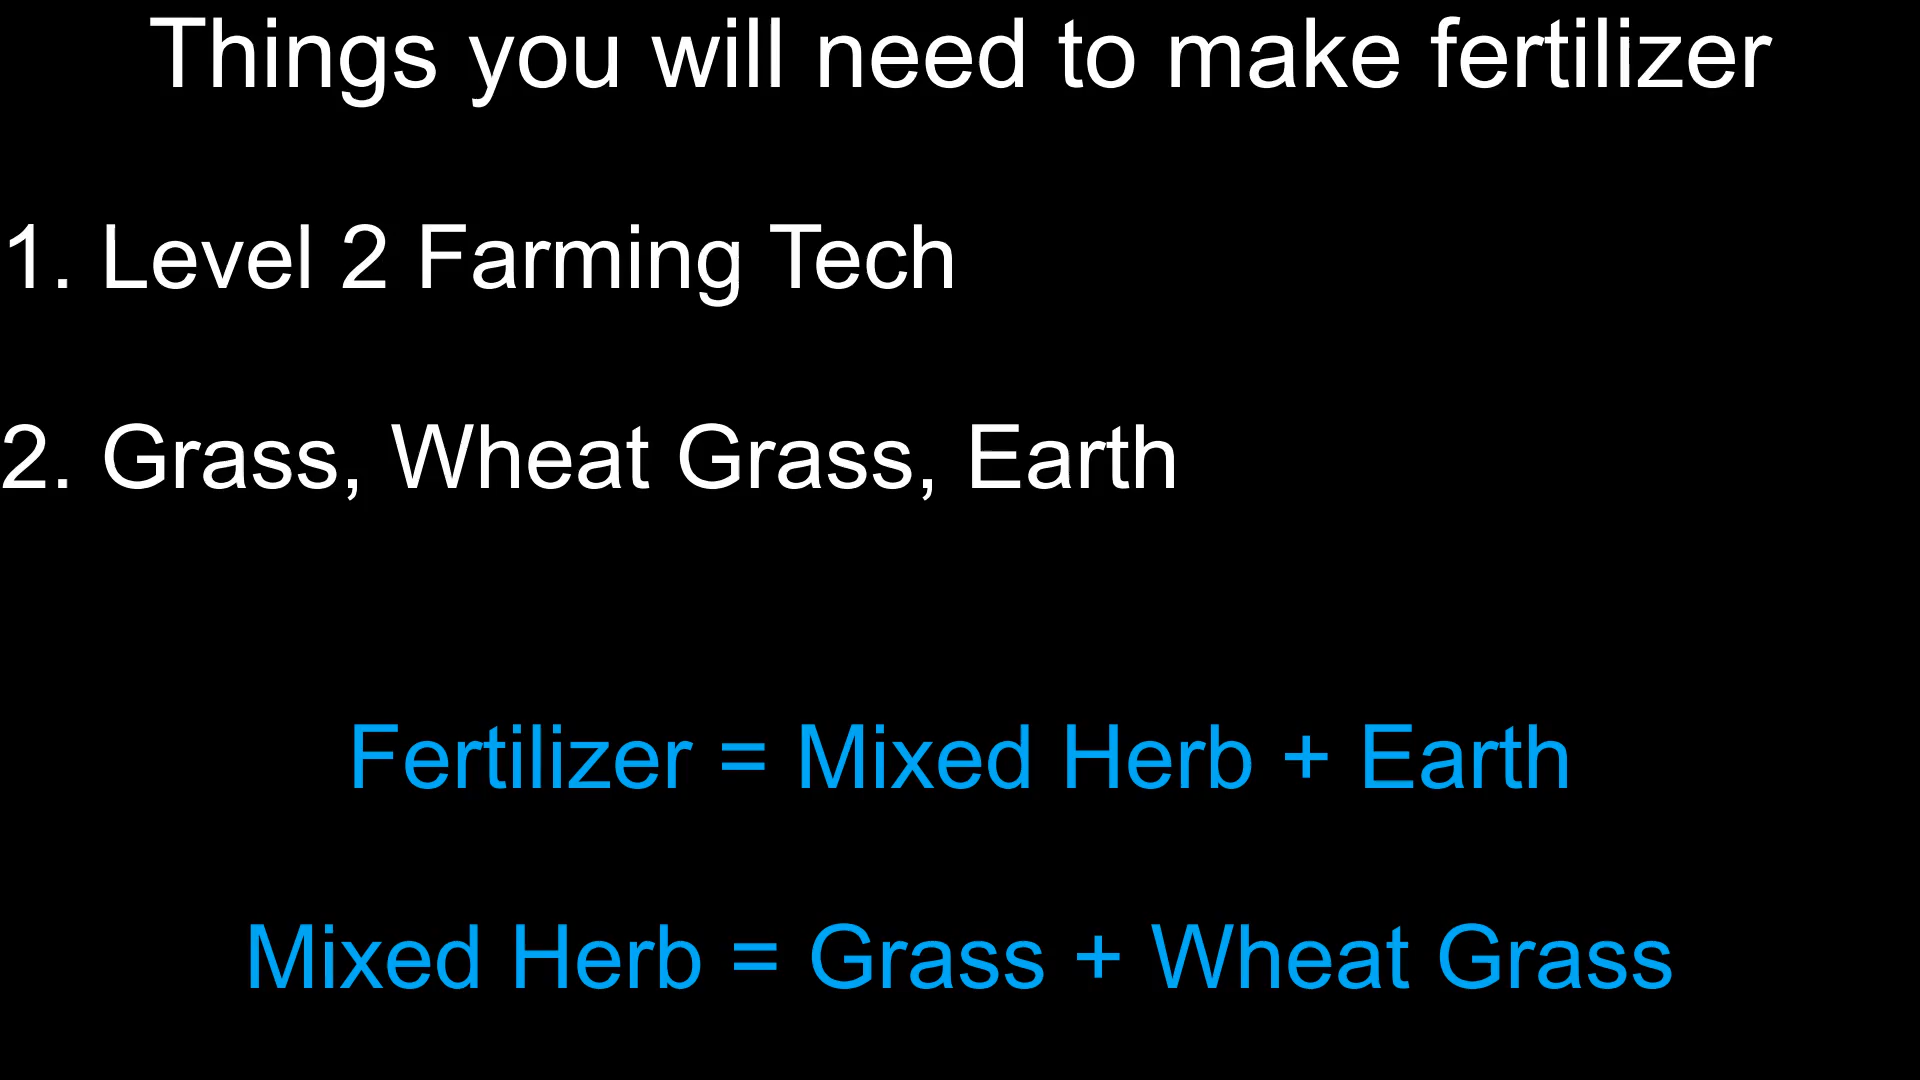 Things you will need to make fertilizer
1. Level 2 Farming Tech
2. Grass, Wheat Grass, Earth
Fertilizer = Mixed Herb + Earth
Mixed Herb = Grass + Wheat Grass